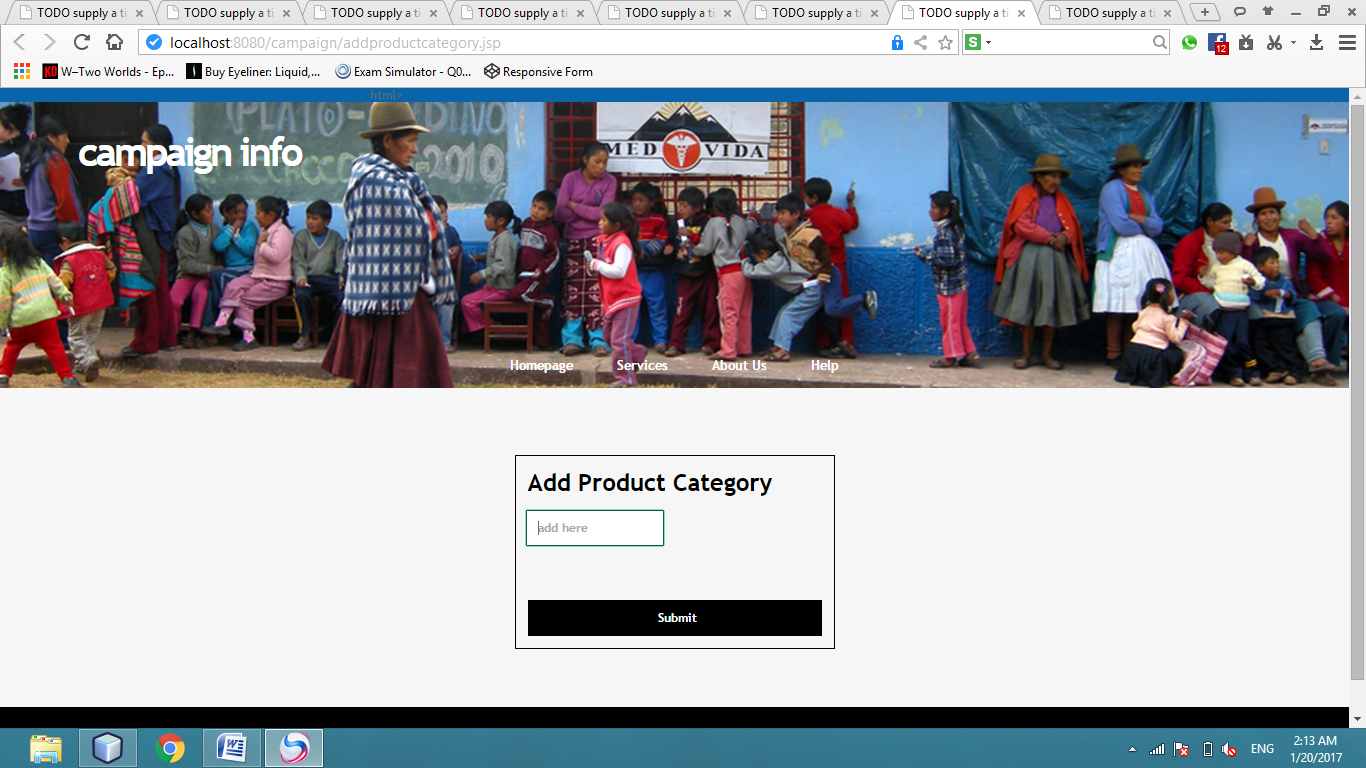 TODO supply a ti TODO supply a ti TODO supply a ti TODO supply a ti TODO supply a ti TODO supply a ti TODO supply a ti TODO supply a ti
localhost:8080/campaign/addproductcategory.jsp S
12
KD W–Two Worlds - Ep... Buy Eyeliner: Liquid,... Exam Simulator - Q0... Responsive Form
html>
campaign info
MED VIDA
2010
Homepage Services About Us Help
Add Product Category
add here
Submit
ENG 2:13 AM
1/20/2017